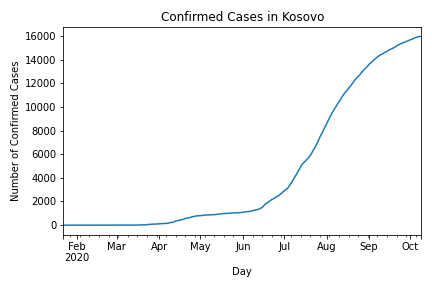 Confirmed Cases in Kosovo
Number of Confirmed Cases
16000
14000
12000
10000
8000
6000
4000
2000
0
Feb Mar Apr May Jun Jul Aug Sep Oct
2020
Day